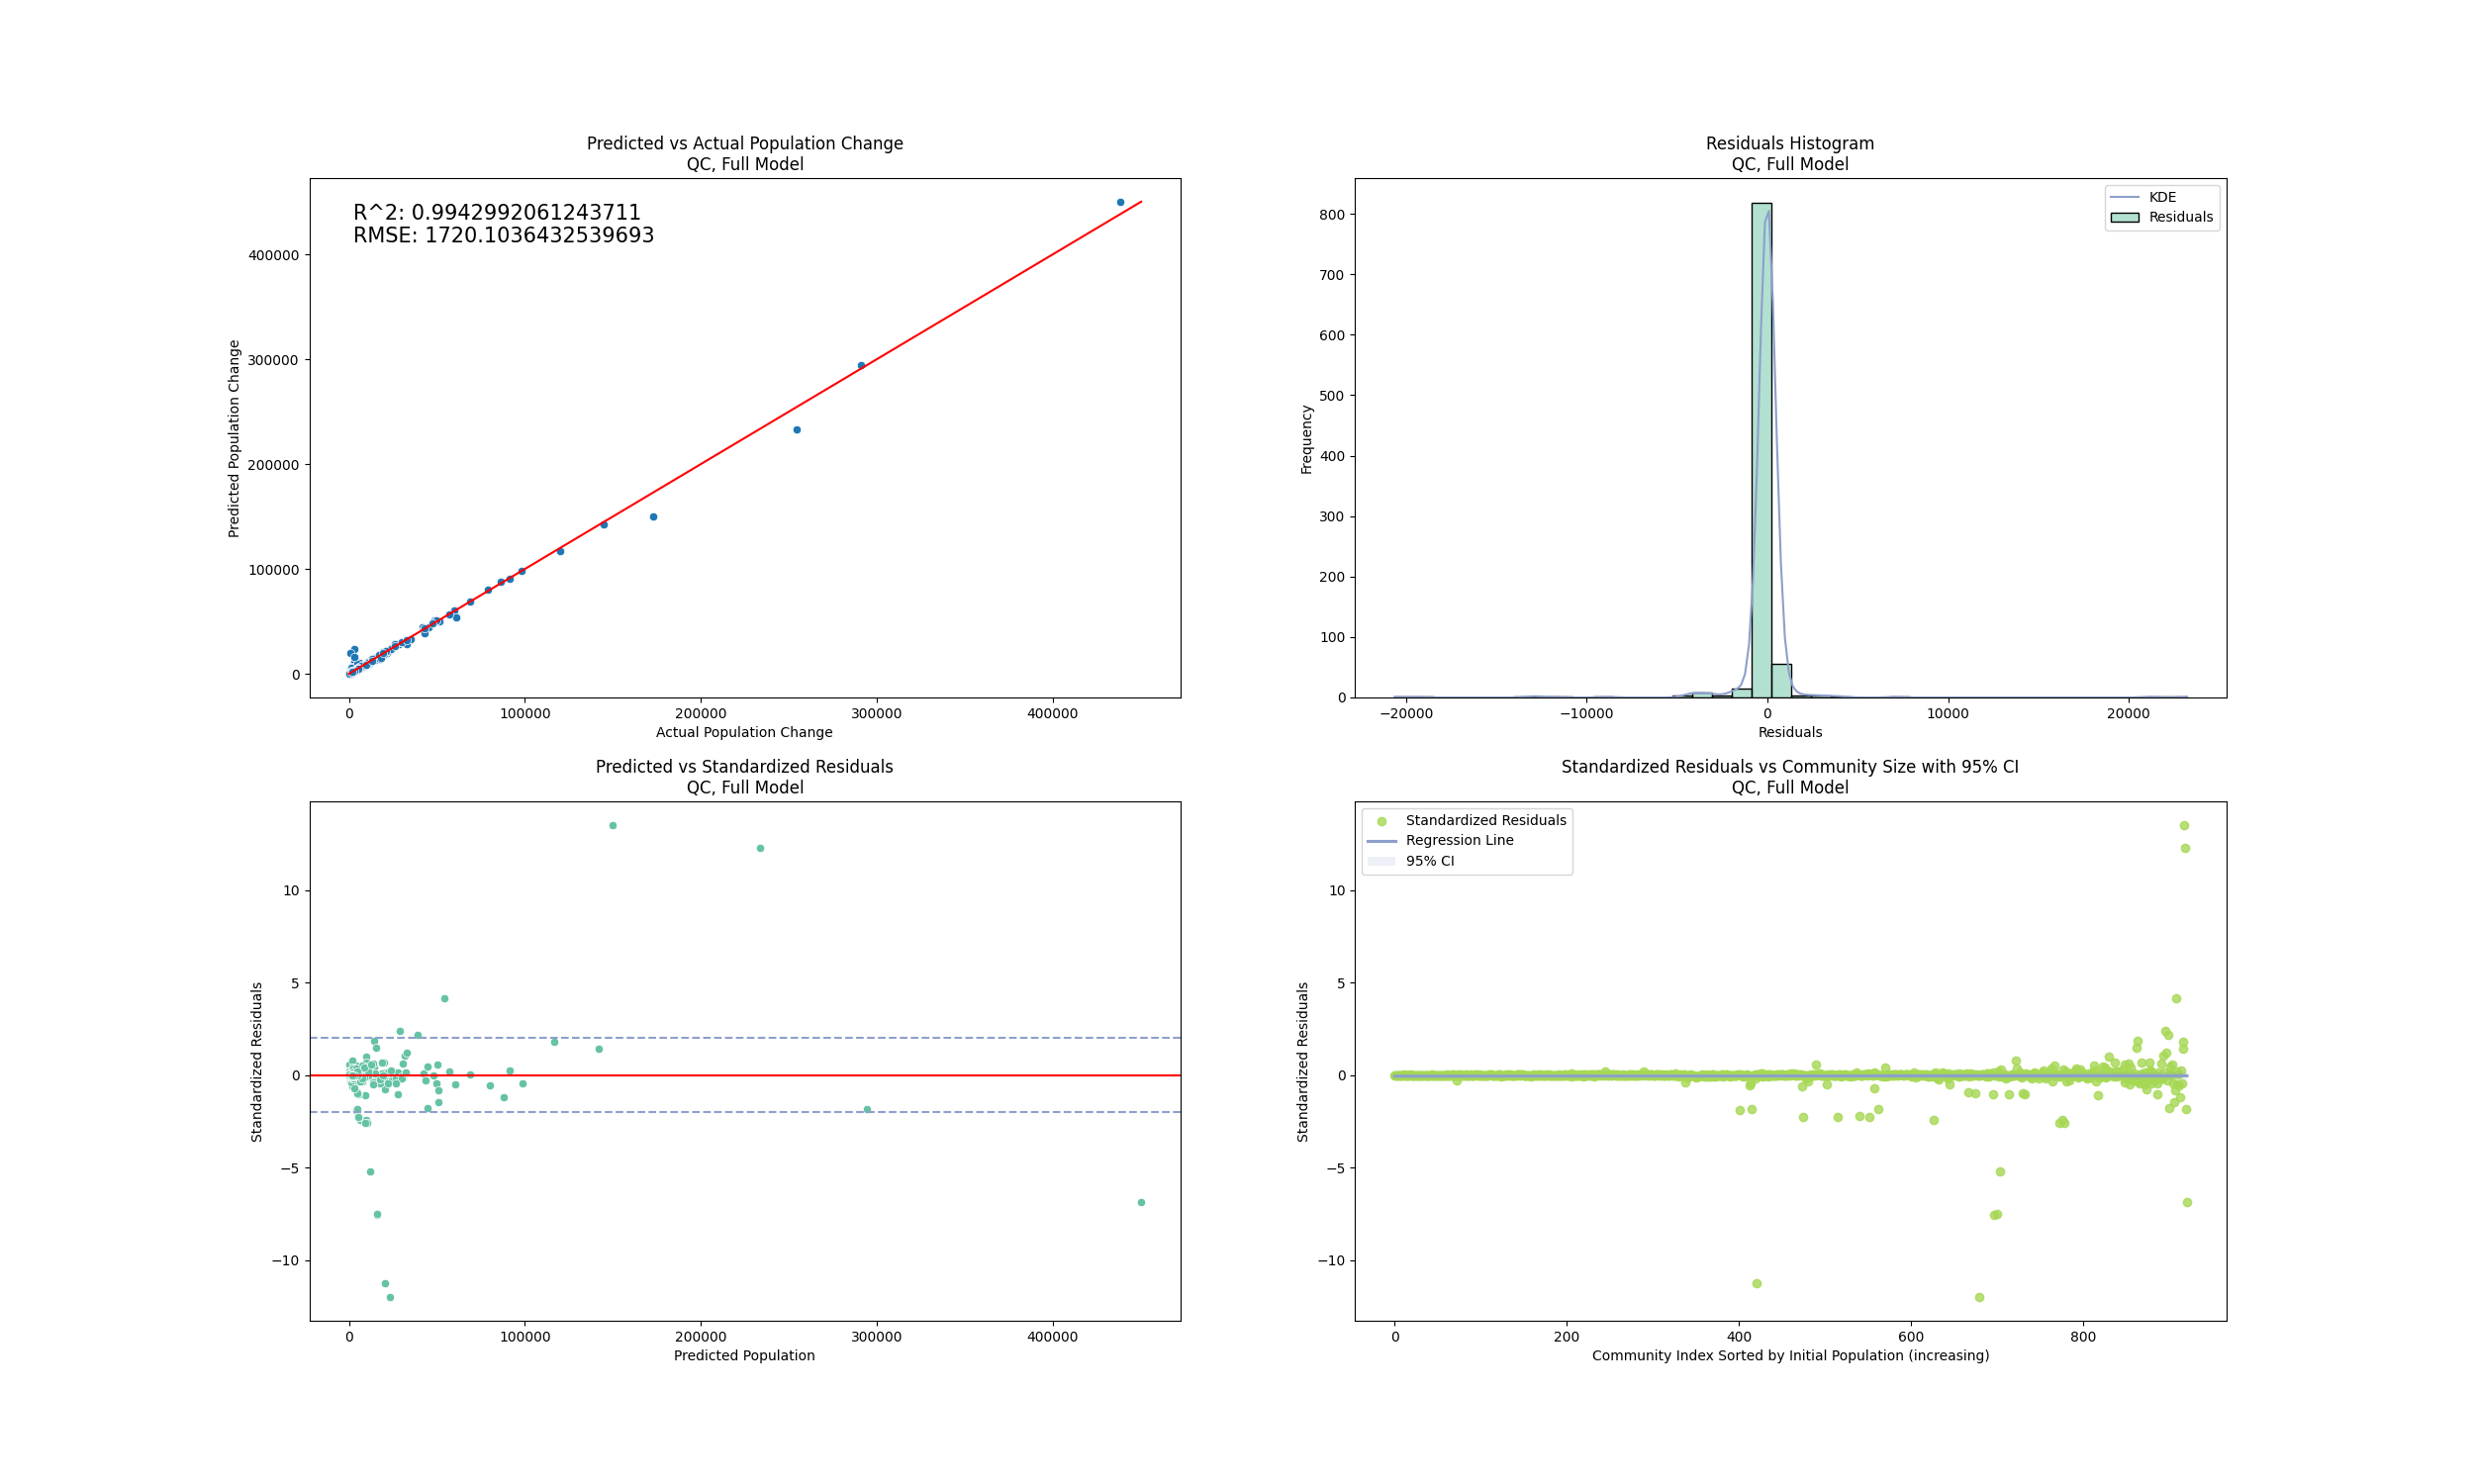 Predicted vs Actual Population Change
QC, Full Model
R^2: 0.9942992061243711
RMSE: 1720.1036432539693
Predicted Population Change
400000
300000
200000
100000
0
0 100000 200000 300000 400000
Actual Population Change
Residuals Histogram
QC, Full Model
KDE
Residuals
Frequency
800
700
600
500
400
300
200
100
0
−20000 −10000 0 10000 20000
Residuals
Predicted vs Standardized Residuals
QC, Full Model
Standardized Residuals
10
5
0
−5
−10
0 100000 200000 300000 400000
Predicted Population
Standardized Residuals vs Community Size with 95% CI
QC, Full Model
Standardized Residuals
Regression Line
95% CI
Standardized Residuals
10
5
0
−5
−10
0 200 400 600 800
Community Index Sorted by Initial Population (increasing)